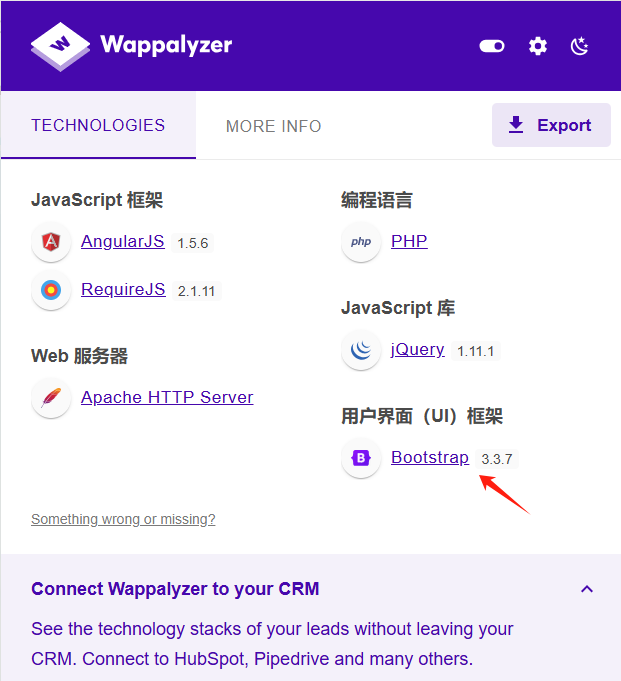 Wappalyzer
TECHNOLOGIES
MORE INFO
Export
JavaScript 框架
AngularJS 1.5.6
RequireJS 2.1.11
Web 服务器
Apache HTTP Server
编程语言
php PHP
JavaScript 库
jQuery 1.11.1
用户界面（UI）框架
B Bootstrap 3.3.7
Something wrong or missing?
Connect Wappalyzer to your CRM
See the technology stacks of your leads without leaving your
CRM. Connect to HubSpot, Pipedrive and many others.